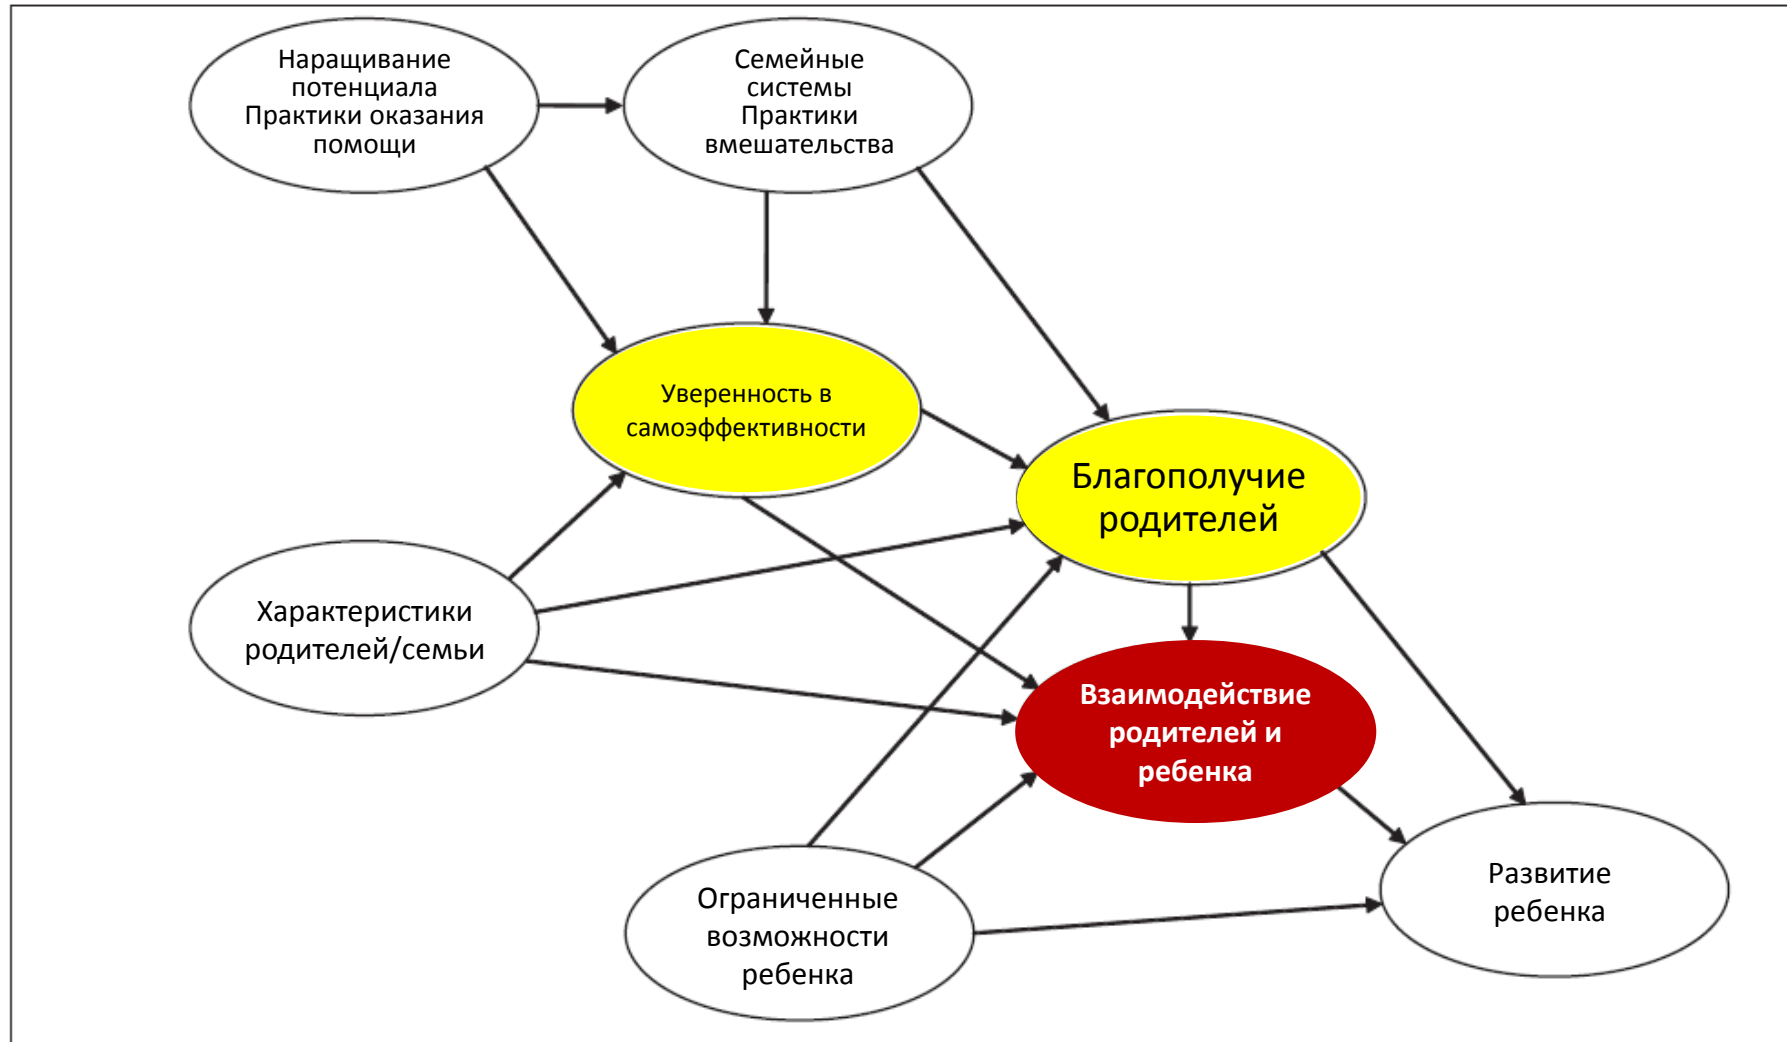 Наращивание
потенциала
Практики оказания
помощи
Семейные
системы
Практики
вмешательства
Уверенность в
самоэффективности
Благополучие
родителей
Характеристики
родителей/семьи
Взаимодействие
родителей и
ребенка
Ограниченные
возможности
ребенка
Развитие
ребенка